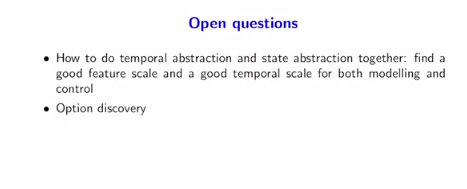 Open questions
• How to do temporal abstraction and state abstraction together: find a
good feature scale and a good temporal scale for both modelling and
control
• Option discovery